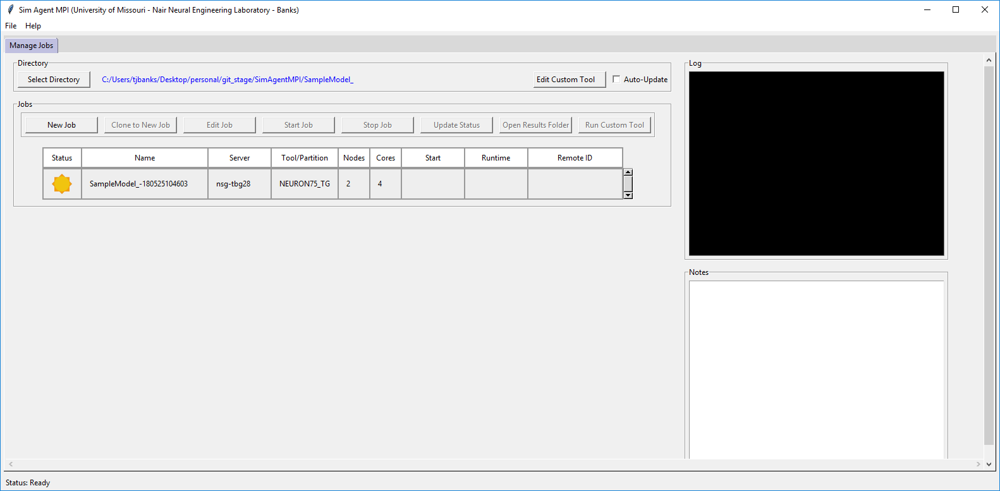 Sim Agent MPI (University of Missouri - Nair Neural Engineering Laboratory - Banks)
File Help
Manage Jobs
Directory
Select Directory C:/Users/tjbanks/Desktop/personal/git_stage/SimAgentMPI/SampleModel_ Edit Custom Tool Auto-Update
Jobs
New Job Clone to New Job Edit Job Start Job Stop Job Update Status Open Results Folder Run Custom Tool
Status Name Server Tool/Partition Nodes Cores Start Runtime Remote ID
SampleModel_-180525104603 nsg-tbg28 NEURON75_TG 2 4
Log
Notes
Status: Ready